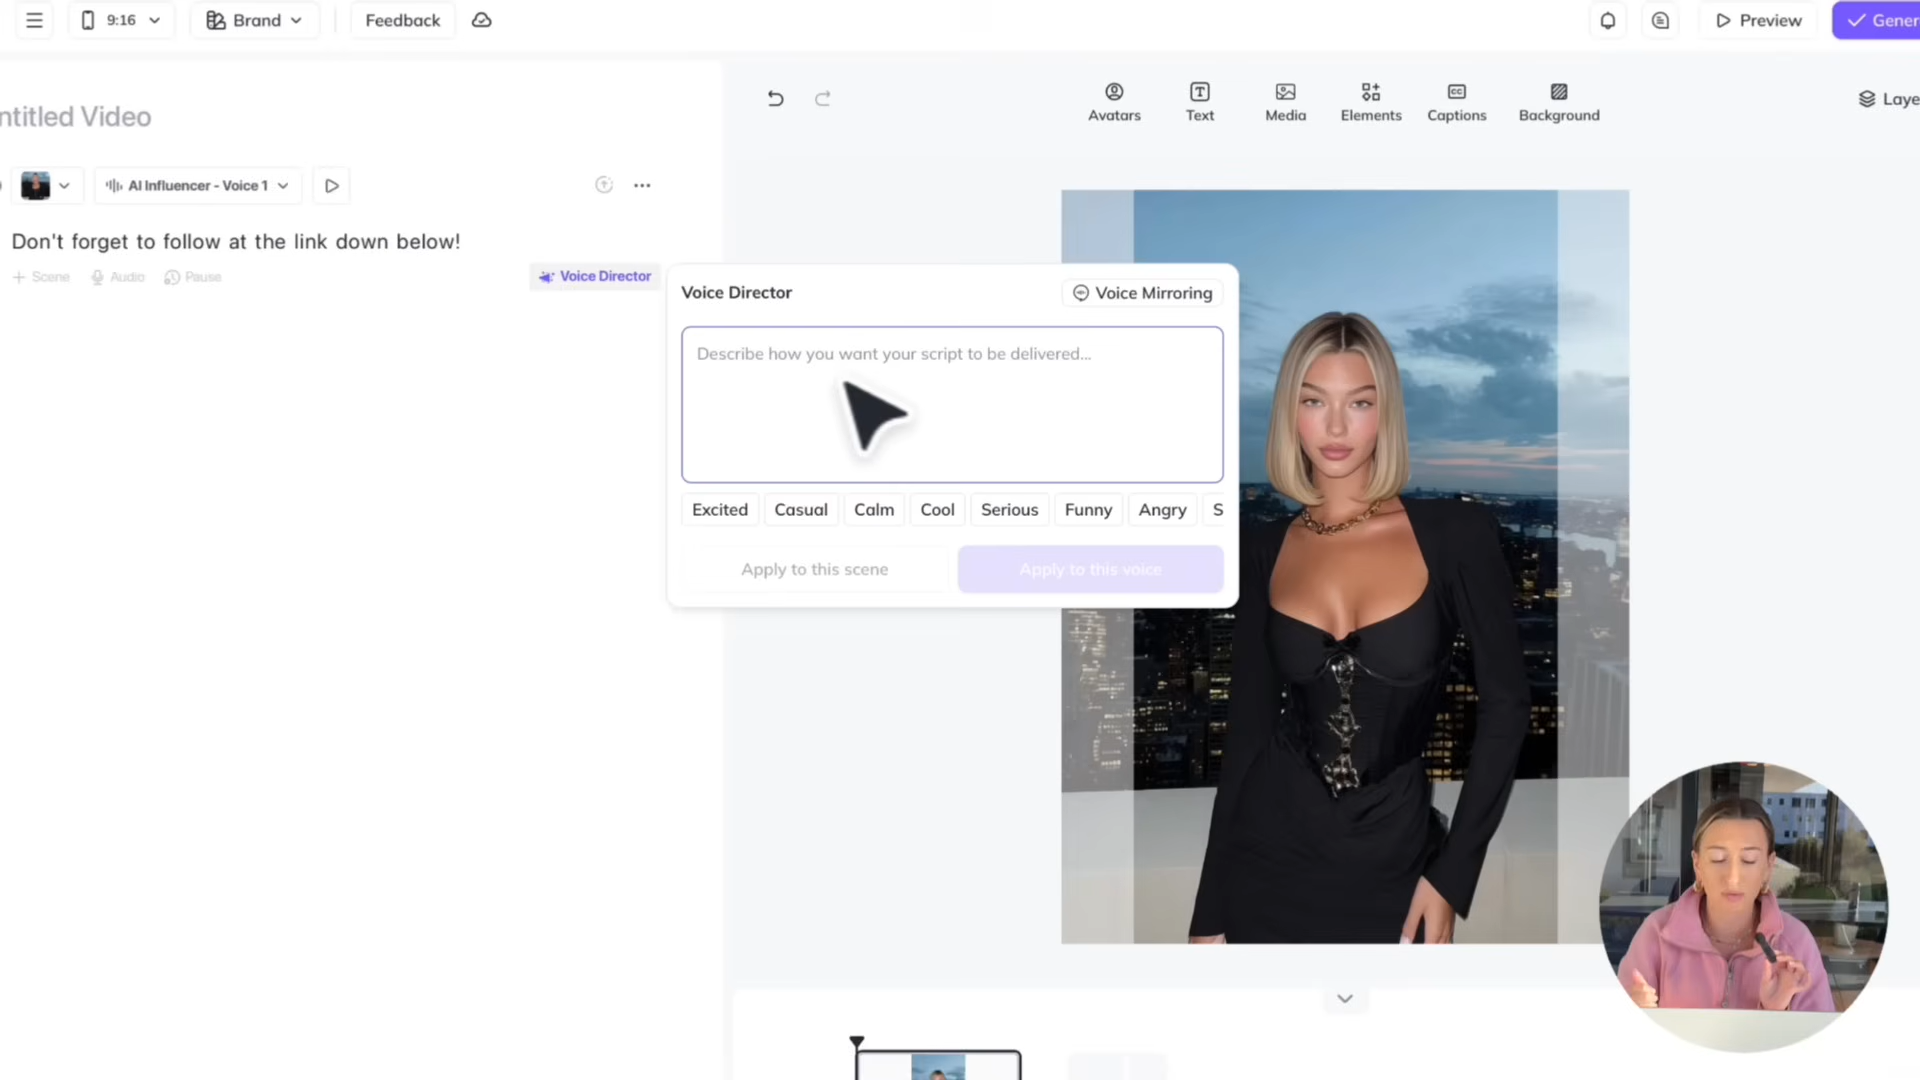 9:16
Brand
Feedback
Preview
Gener
ntitled Video
Avatars
Text
Media
Elements
Captions
Background
Laye
AI Influencer - Voice 1
Don't forget to follow at the link down below!
+ Scene
Audio
Pause
Voice Director
Voice Director
Voice Mirroring
Describe how you want your script to be delivered...
Excited
Casual
Calm
Cool
Serious
Funny
Angry
S
Apply to this scene
Apply to this voice